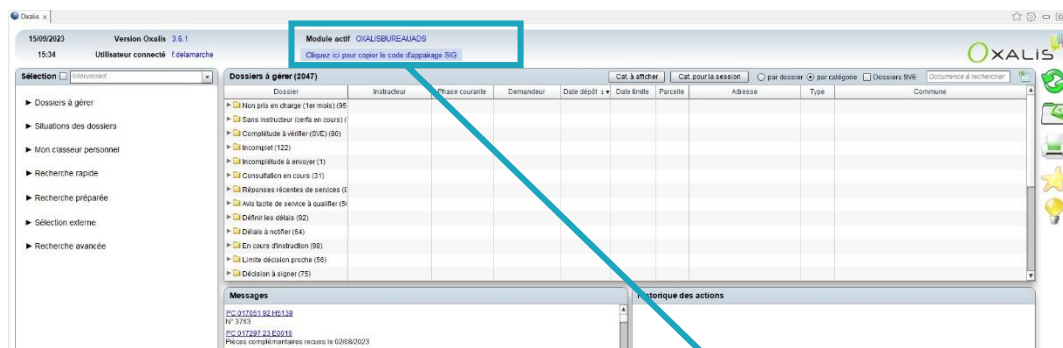 Oxalis
15/09/2023 Version Oxalis 3.6.1 Module actif OXALISBUREAUADS
15:34 Utilisateur connecté f.delamarche Cliquez ici pour copier le code d'appairage SIG
OXALIS
Sélection Intervenant
Dossiers à gérer (2047) Cat. à afficher Cat. pour la session par dossier par catégorie Dossiers SVE Occurrence à rechercher
Dossier Instructeur Phase courante Demandeur Date dépôt 1 Date limite Parcelle Adresse Type Commune
Dossiers à gérer
Situations des dossiers
Mon classeur personnel
Recherche rapide
Recherche préparée
Sélection externe
Recherche avancée
Non pris en charge (1er mois) (95
Sans instructeur (cerfa en cours) (
Complétude à vérifier (SVE) (80)
Incomplet (122)
Incomplétude à envoyer (1)
Consultation en cours (31)
Réponses récentes de services (
Avis tacite de service à qualifier (5
Définir les délais (92)
Délais à notifier (64)
En cours d'instruction (98)
Limite décision proche (56)
Décision à signer (75)
Messages
PC 017051 92 H5139
N° 3763
PC 017297 23 E0016
Pièces complémentaires recues le 02/08/2023
Historique des actions